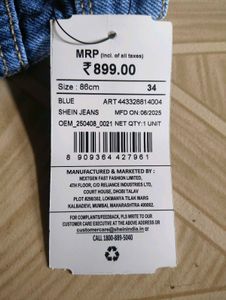 MRP (Incl. of all taxes)
₹ 899.00
Size : 86cm 34
BLUE ART 443328814004
SHEIN JEANS MFD ON:06/2025
OEM_250408_0021 NET QTY:1 UNIT
8 909364 427961
MANUFACTURED & MARKETED BY :
NEXTGEN FAST FASHION LIMITED,
4TH FLOOR, C/O RELIANCE INDUSTRIES LTD,
COURT HOUSE, DHOBI TALAV
PLOT #298/302, LOKMANYA TILAK MARG
KALBADEVI, MUMBAI, MAHARASHTRA 400002.
FOR COMPLAINTS/FEEDBACK, PLS WRITE TO OUR
CUSTOMER CARE EXECUTIVE AT THE ABOVE ADDRESS OR
customercare@sheinindia.in or
CALL 1800-889-5040